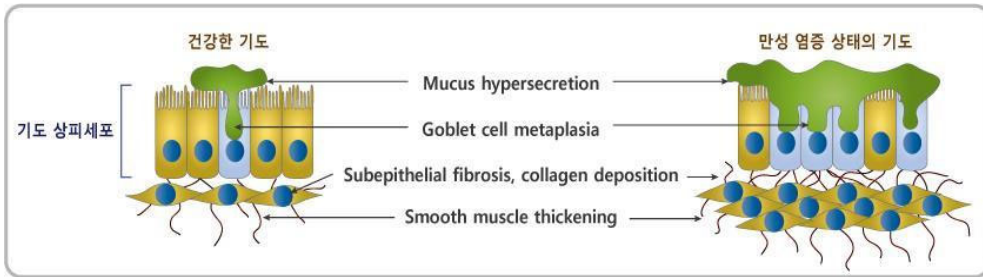 건강한 기도
만성 염증 상태의 기도
Mucus hypersecretion
기도 상피세포
Goblet cell metaplasia
Subepithelial fibrosis, collagen deposition
Smooth muscle thickening